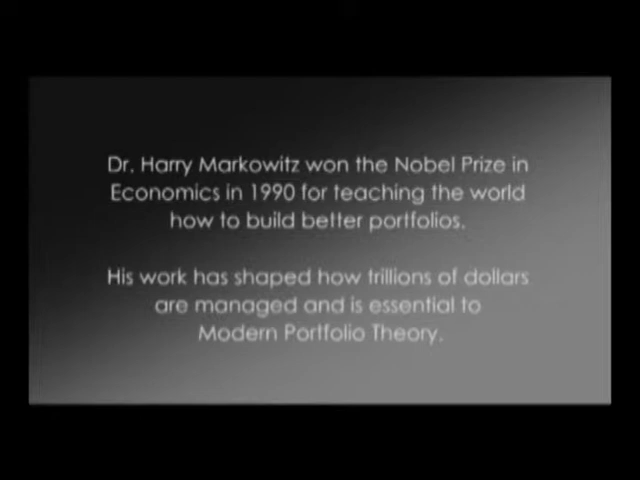 Dr. Harry Markowitz won the Nobel Prize in
Economics in 1990 for teaching the world
how to build better portfolios.
His work has shaped how trillions of dollars
are managed and is essential to
Modern Portfolio Theory.